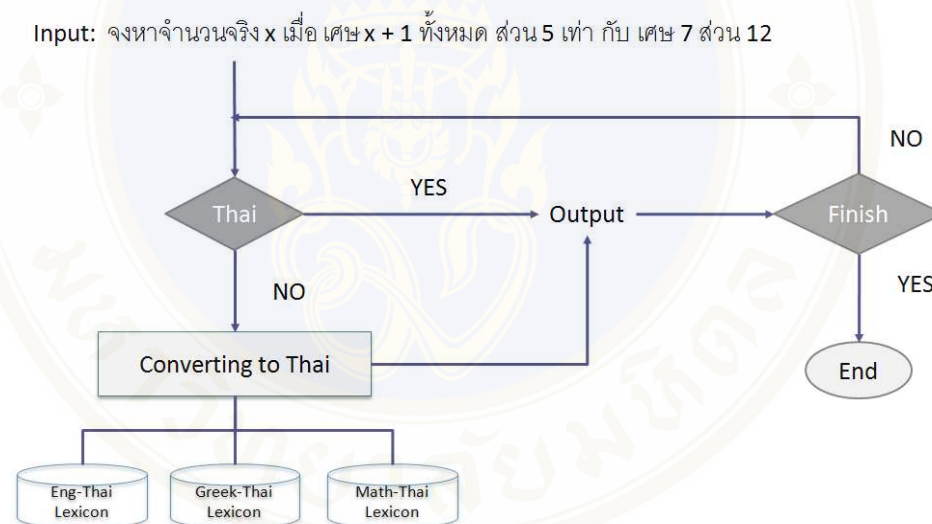 Input: จงหาจำนวนจริง x เมื่อ เศษ x + 1 ทั้งหมด ส่วน 5 เท่า กับ เศษ 7 ส่วน 12
NO
YES
Thai
Output
Finish
NO
YES
Converting to Thai
End
Eng-Thai
Lexicon
Greek-Thai
Lexicon
Math-Thai
Lexicon